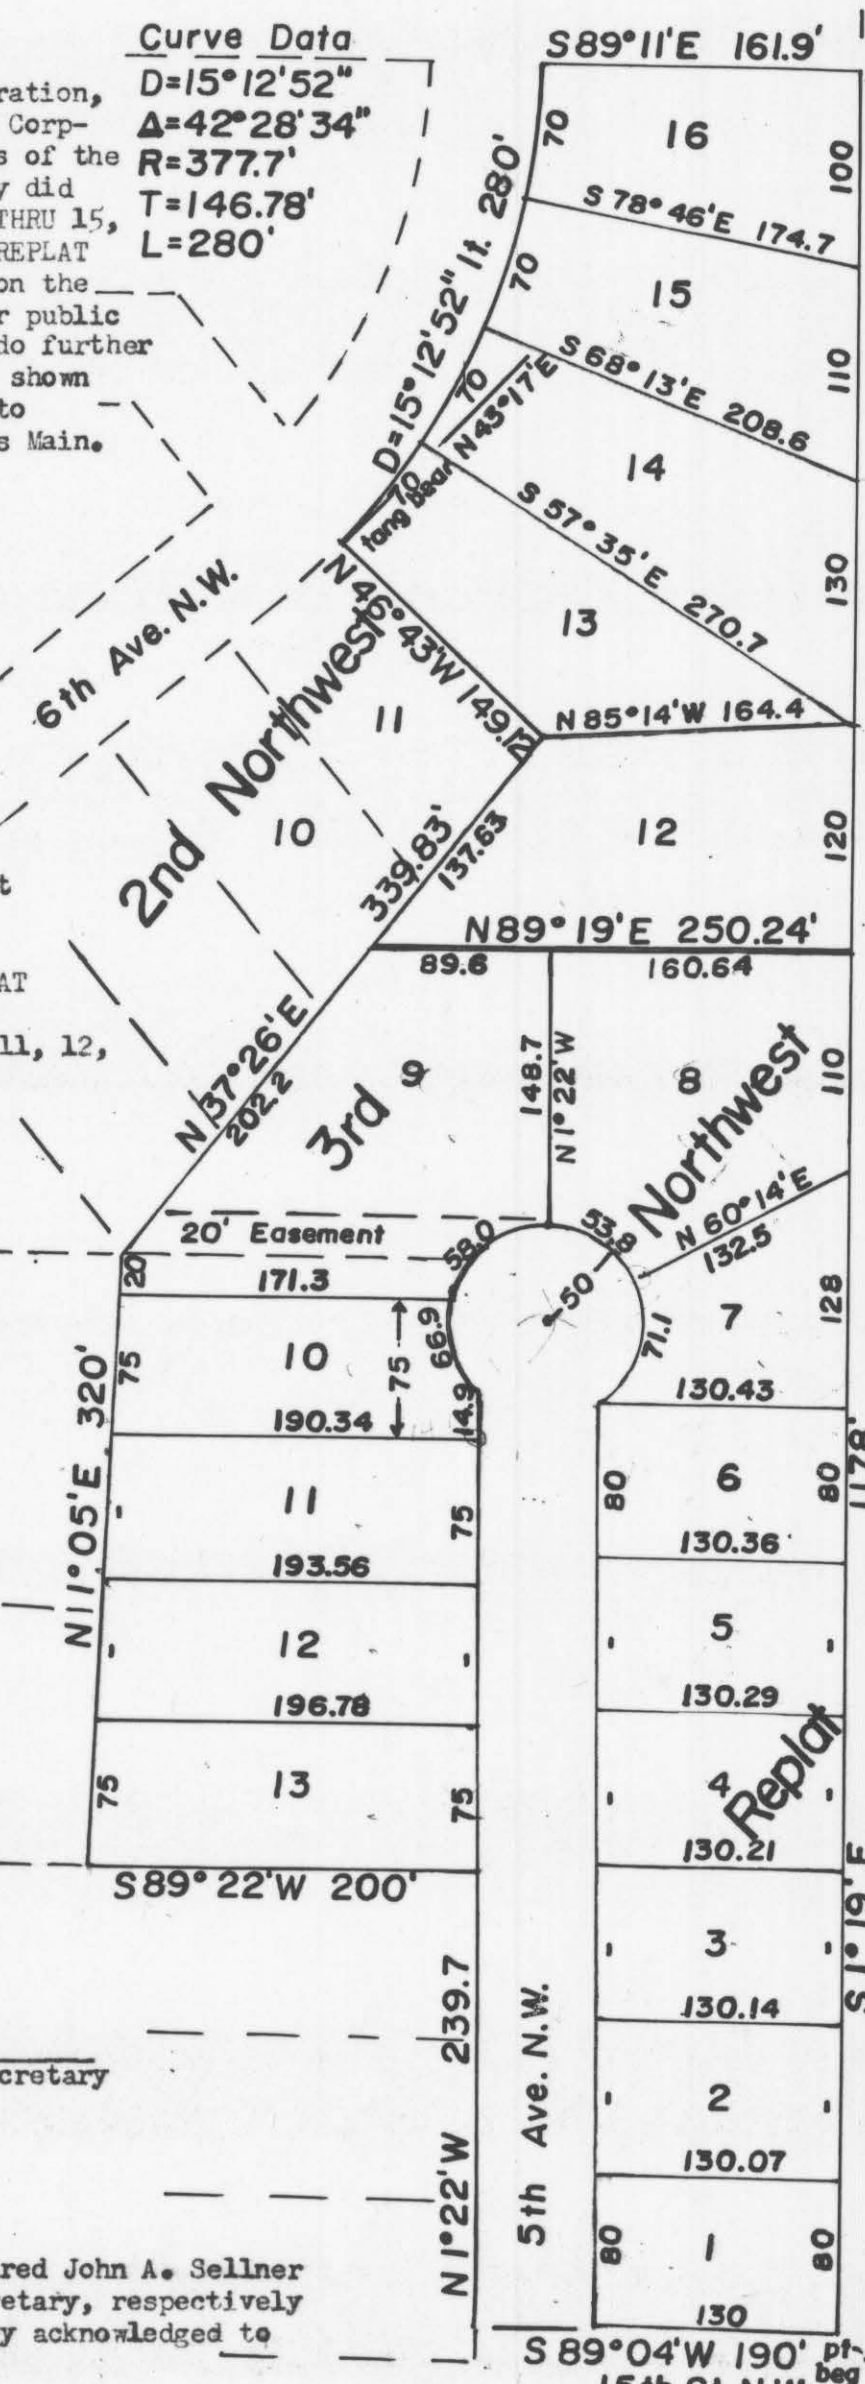 Curve Data
D=15°12'52"
Δ=42°28'34"
R=377.7'
T=146.78'
L=280'
ration,
Corp-
s of the
y did
THRU 15,
REPLAT
on the
r public
do further
shown
to
s Main.
S89°11'E 161.9'
70
16
100
S 78°46'E 174.7
D=15°12'52" lt. 280'
70
15
110
S 68°13'E 208.6
70
N 43°17'E
tang bear
70
14
S 57°35'E 270.7
130
13
N 46°43'W 149.12
N 85°14'W 164.4
6th Ave. N.W.
2nd Northwest
11
10
339.83'
137.63
12
120
t
N89°19'E 250.24'
89.6
160.64
AT
11, 12,
N 37°26'E
202.2
9
148.7
N 1°22'W
8
110
3rd Northwest Replat
N 60°14'E
132.5
20' Easement
58.0
53.8
50
20
171.3
66.9
71.1
7
128
10
75
75
130.43
N11°05'E 320'
190.34
14.9
1178'
11
75
80
6
80
193.56
130.36
12
5
196.78
130.29
75
13
75
4
130.21
S89°22'W 200'
S 1°19'E
3
130.14
N 1°22'W 239.7
5th Ave. N.W.
cretary
2
130.07
80
1
80
red John A. Sellner
etary, respectively
y acknowledged to
130
S 89°04'W 190'
pt.
beg